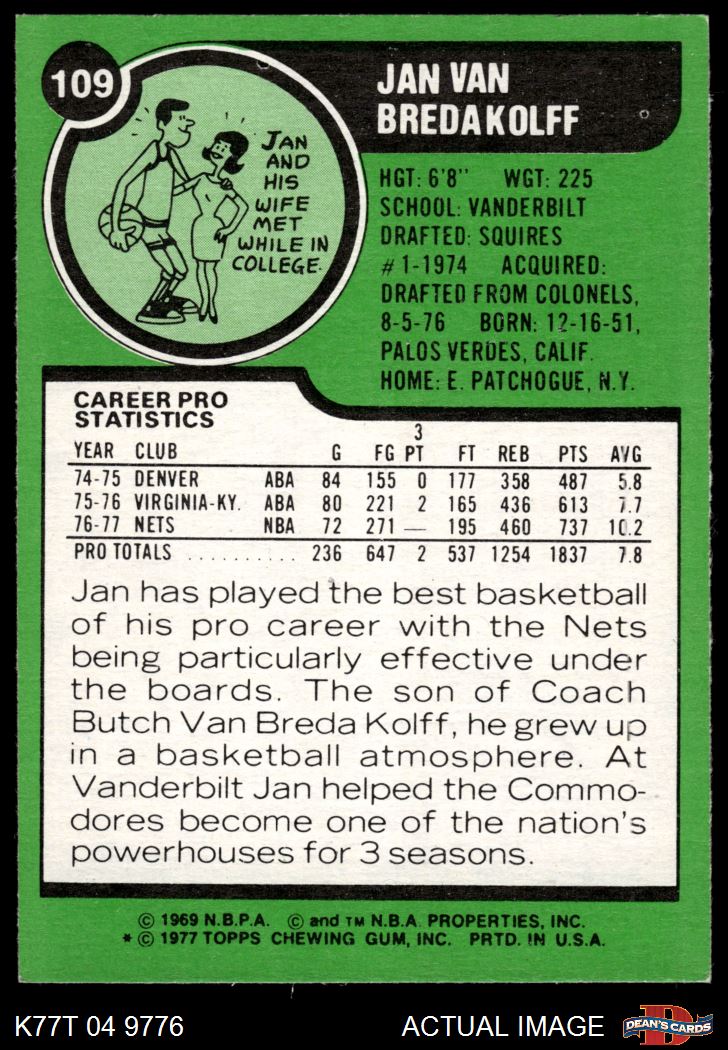 109
JAN VAN
BREDA KOLFF
JAN
AND
HIS
WIFE
MET
WHILE IN
COLLEGE.
HGT: 6'8" WGT: 225
SCHOOL: VANDERBILT
DRAFTED: SQUIRES
#1-1974 ACQUIRED:
DRAFTED FROM COLONELS,
8-5-76 BORN: 12-16-51,
PALOS VERDES, CALIF.
HOME: E. PATCHOGUE, N.Y.
CAREER PRO
STATISTICS
YEAR CLUB G FG 3 PT FT REB PTS AVG
74-75 DENVER ABA 84 155 0 177 358 487 5.8
75-76 VIRGINIA-KY. ABA 80 221 2 165 436 613 7.7
76-77 NETS NBA 72 271 — 195 460 737 10.2
PRO TOTALS .......... 236 647 2 537 1254 1837 7.8
Jan has played the best basketball
of his pro career with the Nets
being particularly effective under
the boards. The son of Coach
Butch Van Breda Kolff, he grew up
in a basketball atmosphere. At
Vanderbilt Jan helped the Commo-
dores become one of the nation's
powerhouses for 3 seasons.
© 1969 N.B.P.A. © and TM N.B.A. PROPERTIES, INC.
* © 1977 TOPPS CHEWING GUM, INC. PRTD. IN U.S.A.
K77T 04 9776 ACTUAL IMAGE D DEAN'S CARDS